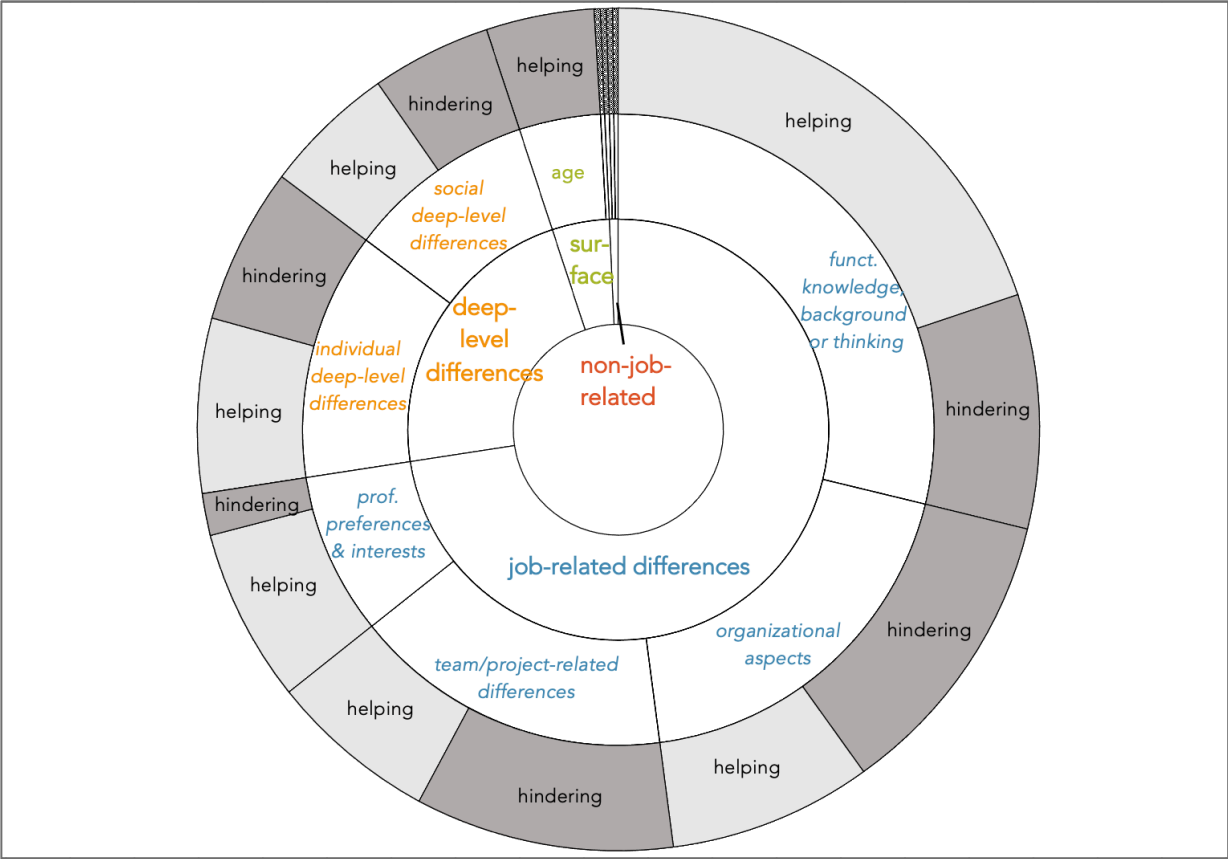 helping
hindering
hindering
helping
hindering
helping
helping
hindering
helping
hindering
helping
hindering
helping
age
social
deep-level
differences
individual
deep-level
differences
prof.
preferences
& interests
team/project-related
differences
organizational
aspects
funct.
knowledge,
background
or thinking
sur-
face
deep-
level
differences
non-job-
related
job-related differences